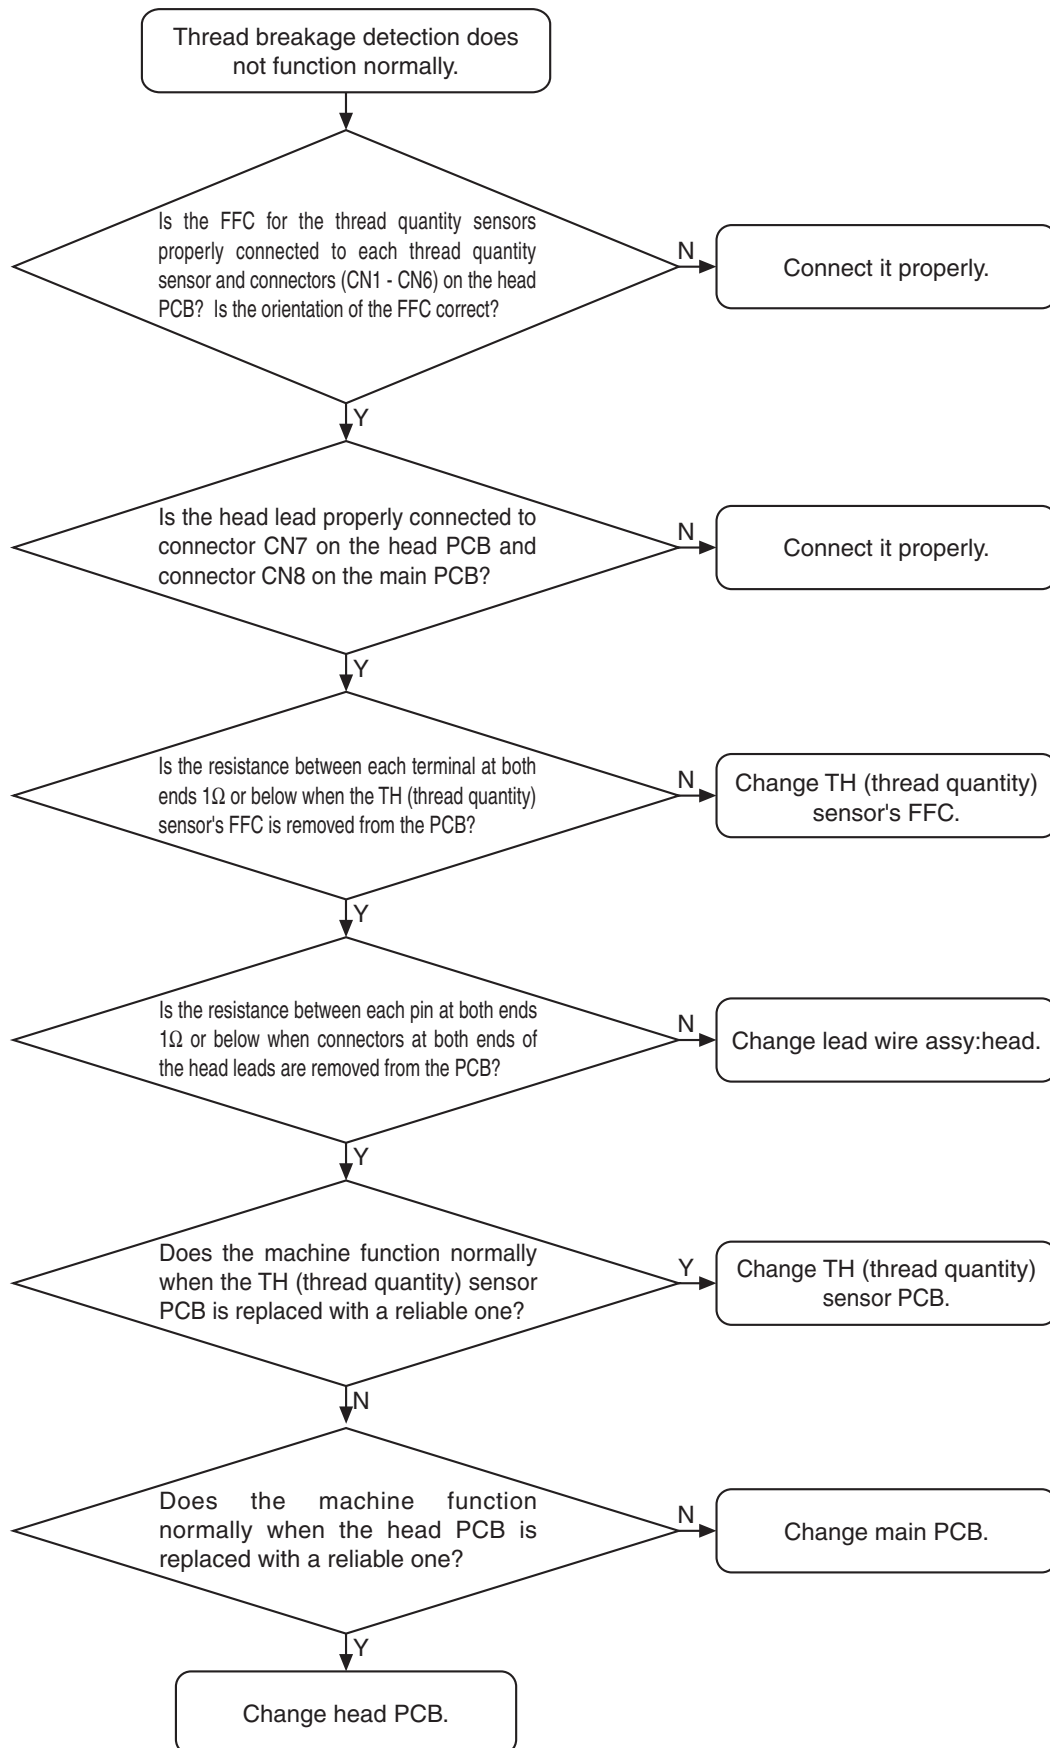 Thread breakage detection does
not function normally.
Is the FFC for the thread quantity sensors
properly connected to each thread quantity
sensor and connectors (CN1 - CN6) on the head
PCB? Is the orientation of the FFC correct?
N
Connect it properly.
Y
Is the head lead properly connected to
connector CN7 on the head PCB and
connector CN8 on the main PCB?
N
Connect it properly.
Y
Is the resistance between each terminal at both
ends 1Ω or below when the TH (thread quantity)
sensor's FFC is removed from the PCB?
N
Change TH (thread quantity)
sensor's FFC.
Y
Is the resistance between each pin at both ends
1Ω or below when connectors at both ends of
the head leads are removed from the PCB?
N
Change lead wire assy:head.
Y
Does the machine function normally
when the TH (thread quantity) sensor
PCB is replaced with a reliable one?
Y
Change TH (thread quantity)
sensor PCB.
N
Does the machine function
normally when the head PCB is
replaced with a reliable one?
N
Change main PCB.
Y
Change head PCB.